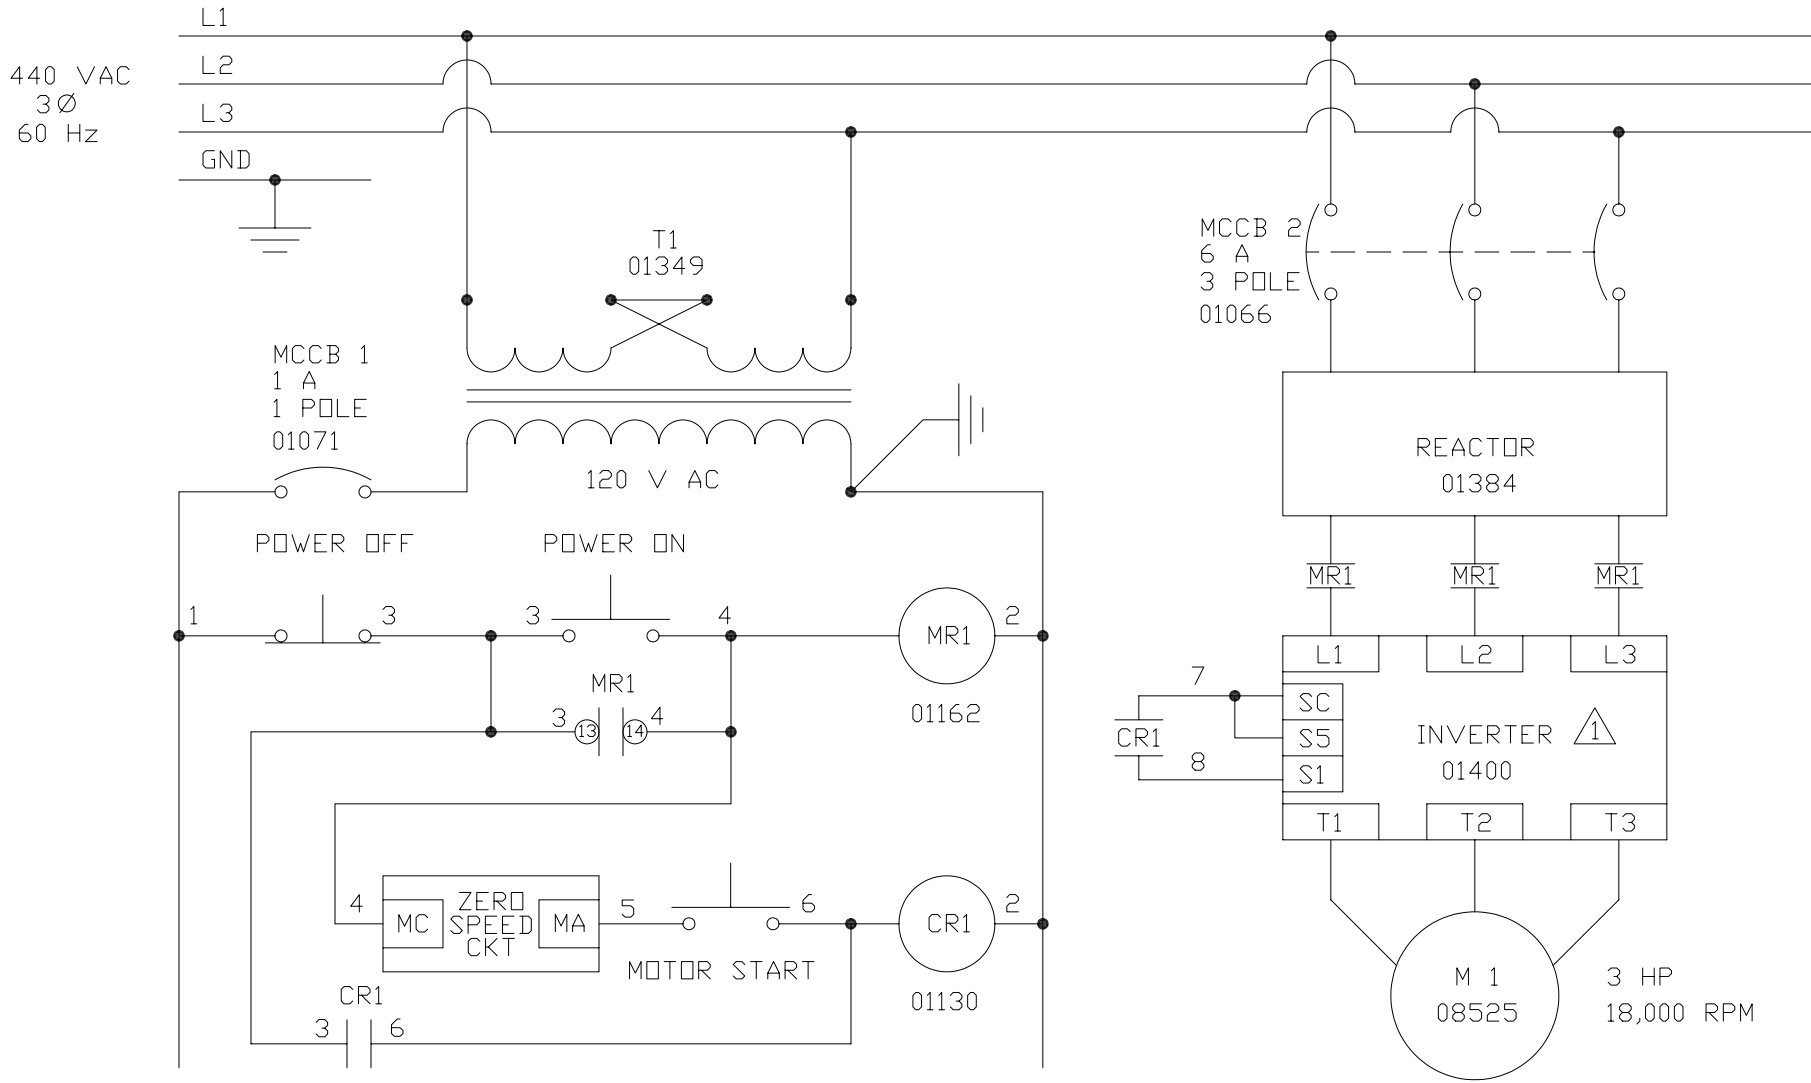 L1
440 VAC
3Ø
60 Hz
L2
L3
GND
T1
01349
MCCB 1
1 A
1 POLE
01071
120 V AC
POWER OFF
POWER ON
1
3
3
4
MR1
2
01162
MR1
3
13
14
4
4
MC
ZERO
SPEED
CKT
MA
5
6
CR1
2
MOTOR START
01130
CR1
3
6
MCCB 2
6 A
3 POLE
01066
REACTOR
01384
MR1
MR1
MR1
L1
L2
L3
7
SC
CR1
S5
8
S1
INVERTER
1
01400
T1
T2
T3
M 1
08525
3 HP
18,000 RPM